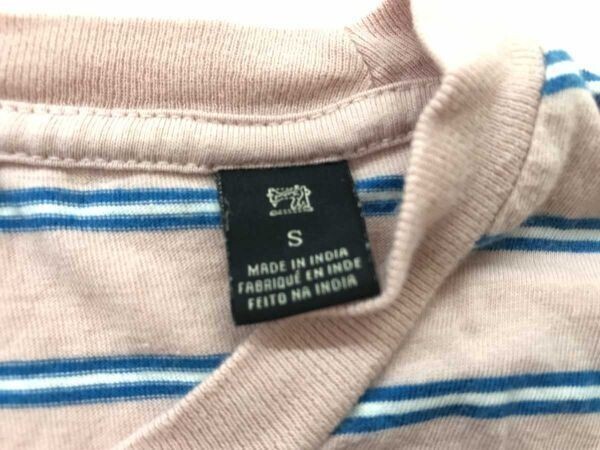 S
MADE IN INDIA
FABRIQUÉ EN INDE
FEITO NA INDIA